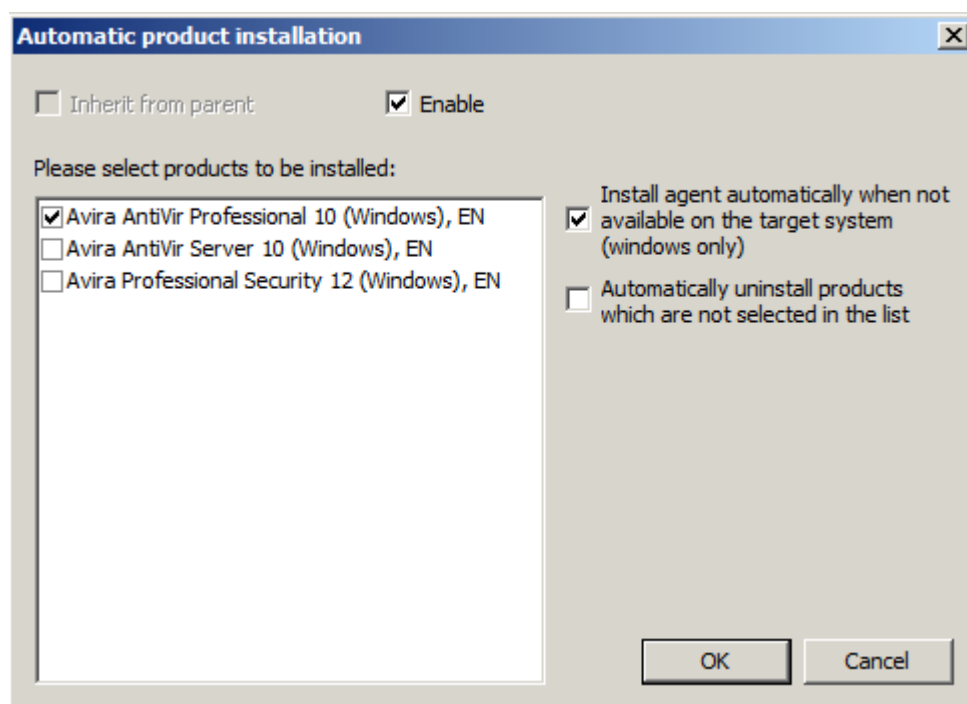 Automatic product installation
Inherit from parent
Enable
Please select products to be installed:
Avira AntiVir Professional 10 (Windows), EN
Avira AntiVir Server 10 (Windows), EN
Avira Professional Security 12 (Windows), EN
Install agent automatically when not
available on the target system
(windows only)
Automatically uninstall products
which are not selected in the list
OK
Cancel